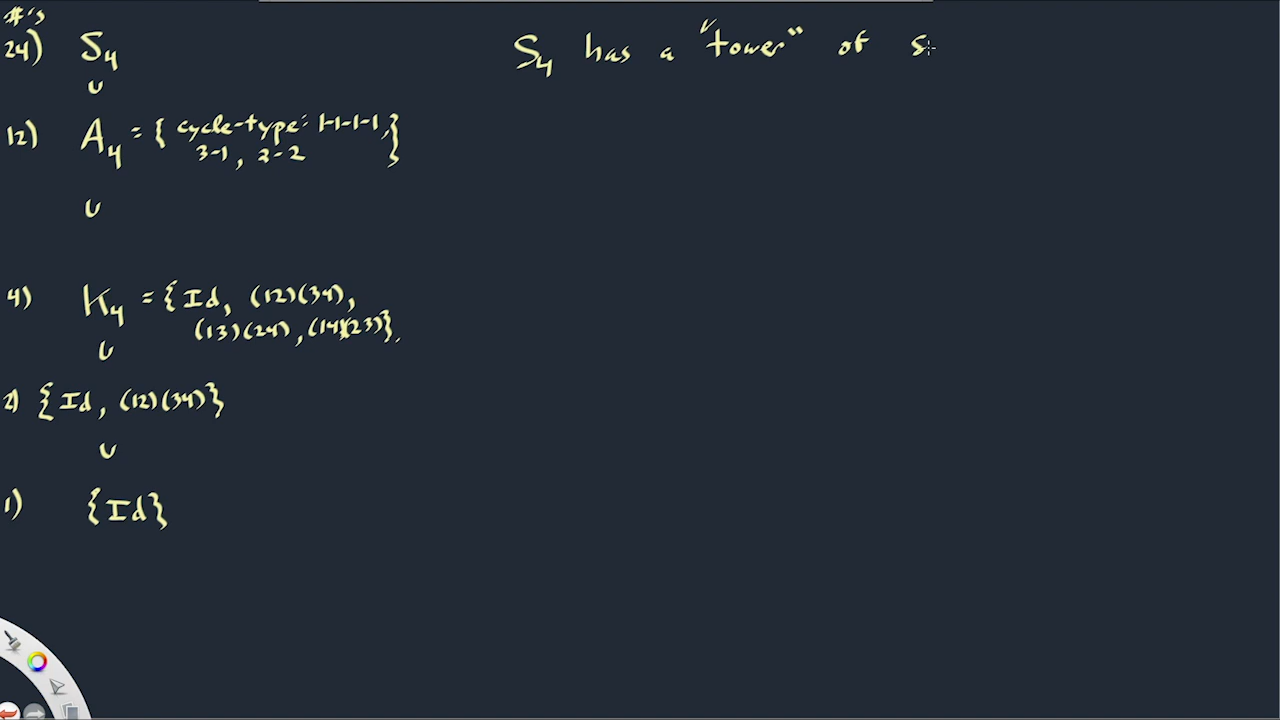 #'s
24) S₄
∪
12) A₄ = { cycle-type: 1-1-1-1,
3-1, 2-2 }
∪
4) K₄ = {Id, (12)(34),
(13)(24), (14)(23)}.
∪
2) {Id, (12)(34)}
∪
1) {Id}
S₄ has a "tower" of s